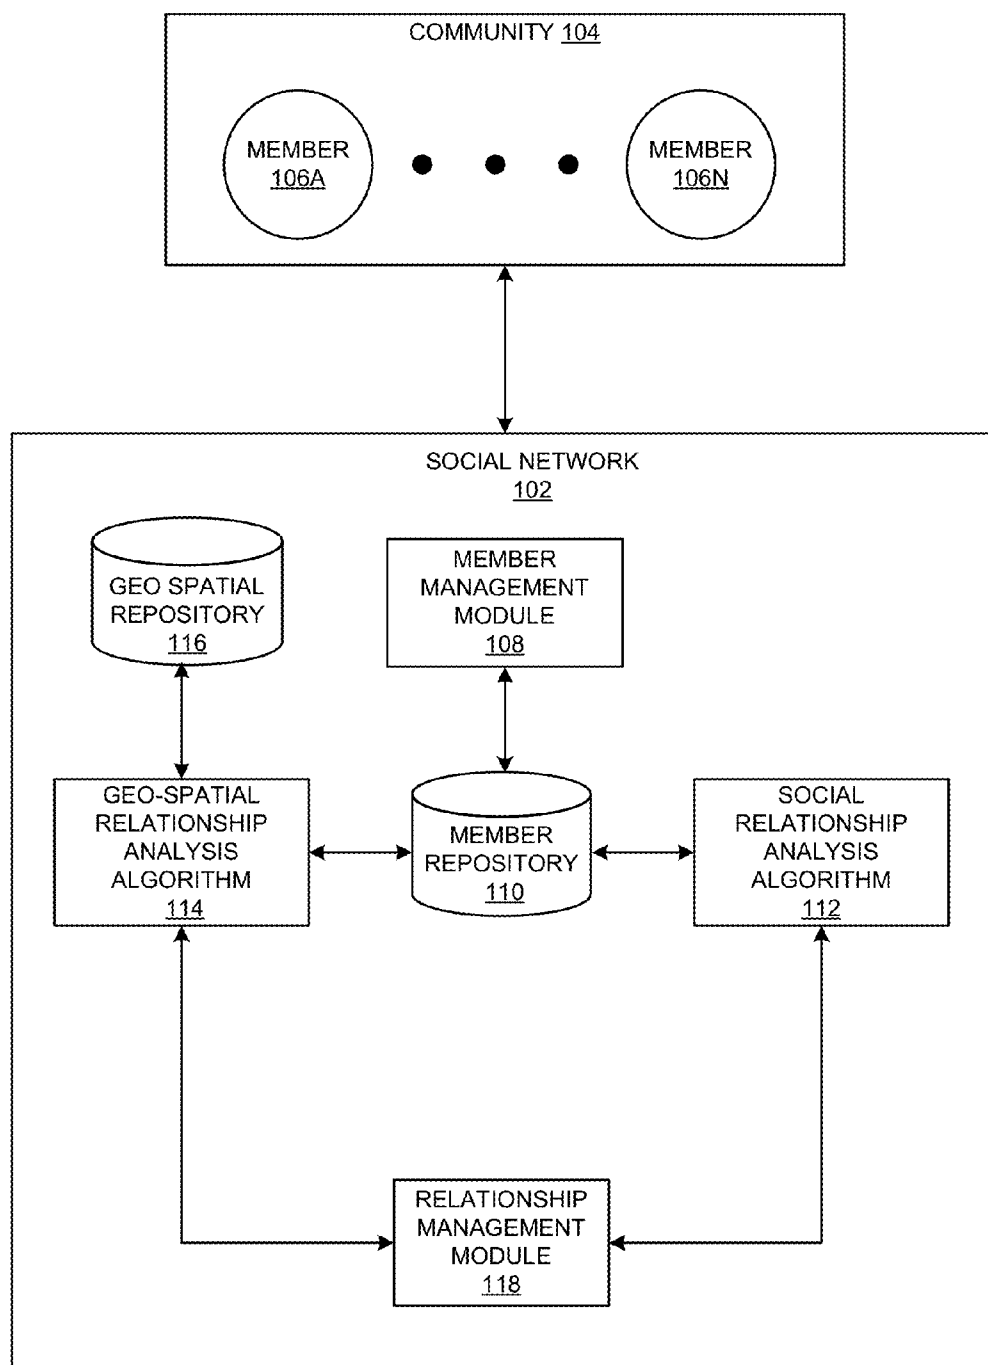 COMMUNITY 104
MEMBER
106A
MEMBER
106N
SOCIAL NETWORK
102
GEO SPATIAL
REPOSITORY
116
MEMBER
MANAGEMENT
MODULE
108
GEO-SPATIAL
RELATIONSHIP
ANALYSIS
ALGORITHM
114
MEMBER
REPOSITORY
110
SOCIAL
RELATIONSHIP
ANALYSIS
ALGORITHM
112
RELATIONSHIP
MANAGEMENT
MODULE
118